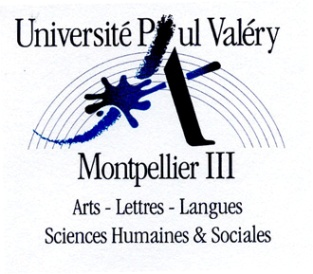 Université Paul Valéry
Montpellier III
Arts - Lettres - Langues
Sciences Humaines & Sociales